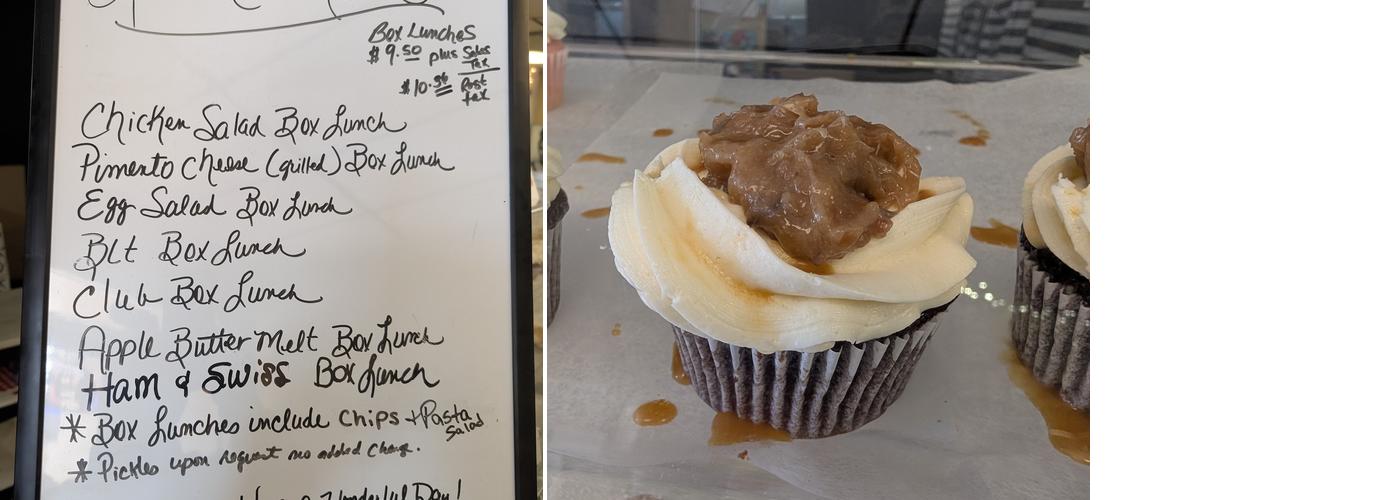 Box Lunches
$9.50 plus Sales Tax
$10.36 Post tax
Chicken Salad Box Lunch
Pimento Cheese (grilled) Box Lunch
Egg Salad Box Lunch
Blt Box Lunch
Club Box Lunch
Apple Butter Melt Box Lunch
Ham & Swiss Box Lunch
* Box Lunches include Chips + Pasta Salad
* Pickles upon request no added charge.
Wonderful Day!